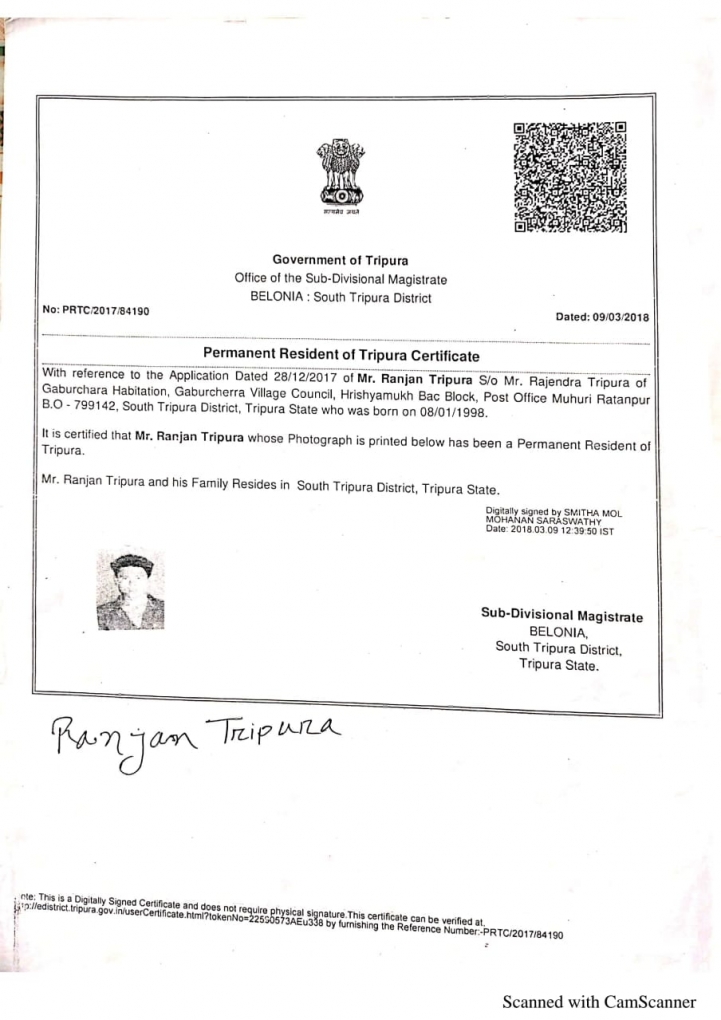 सत्यमेव जयते
Government of Tripura
Office of the Sub-Divisional Magistrate
BELONIA : South Tripura District
No: PRTC/2017/84190
Dated: 09/03/2018
Permanent Resident of Tripura Certificate
With reference to the Application Dated 28/12/2017 of Mr. Ranjan Tripura S/o Mr. Rajendra Tripura of
Gaburchara Habitation, Gaburcherra Village Council, Hrishyamukh Bac Block, Post Office Muhuri Ratanpur
B.O - 799142, South Tripura District, Tripura State who was born on 08/01/1998.
It is certified that Mr. Ranjan Tripura whose Photograph is printed below has been a Permanent Resident of
Tripura.
Mr. Ranjan Tripura and his Family Resides in South Tripura District, Tripura State.
Digitally signed by SMITHA MOL
MOHANAN SARASWATHY
Date: 2018.03.09 12:39:50 IST
Sub-Divisional Magistrate
BELONIA,
South Tripura District,
Tripura State.
Ranjan Tripura
ote: This is a Digitally Signed Certificate and does not require physical signature.This certificate can be verified at,
tp://edistrict.tripura.gov.in/userCertificate.html?tokenNo=22590573AEu338 by furnishing the Reference Number:-PRTC/2017/84190
Scanned with CamScanner